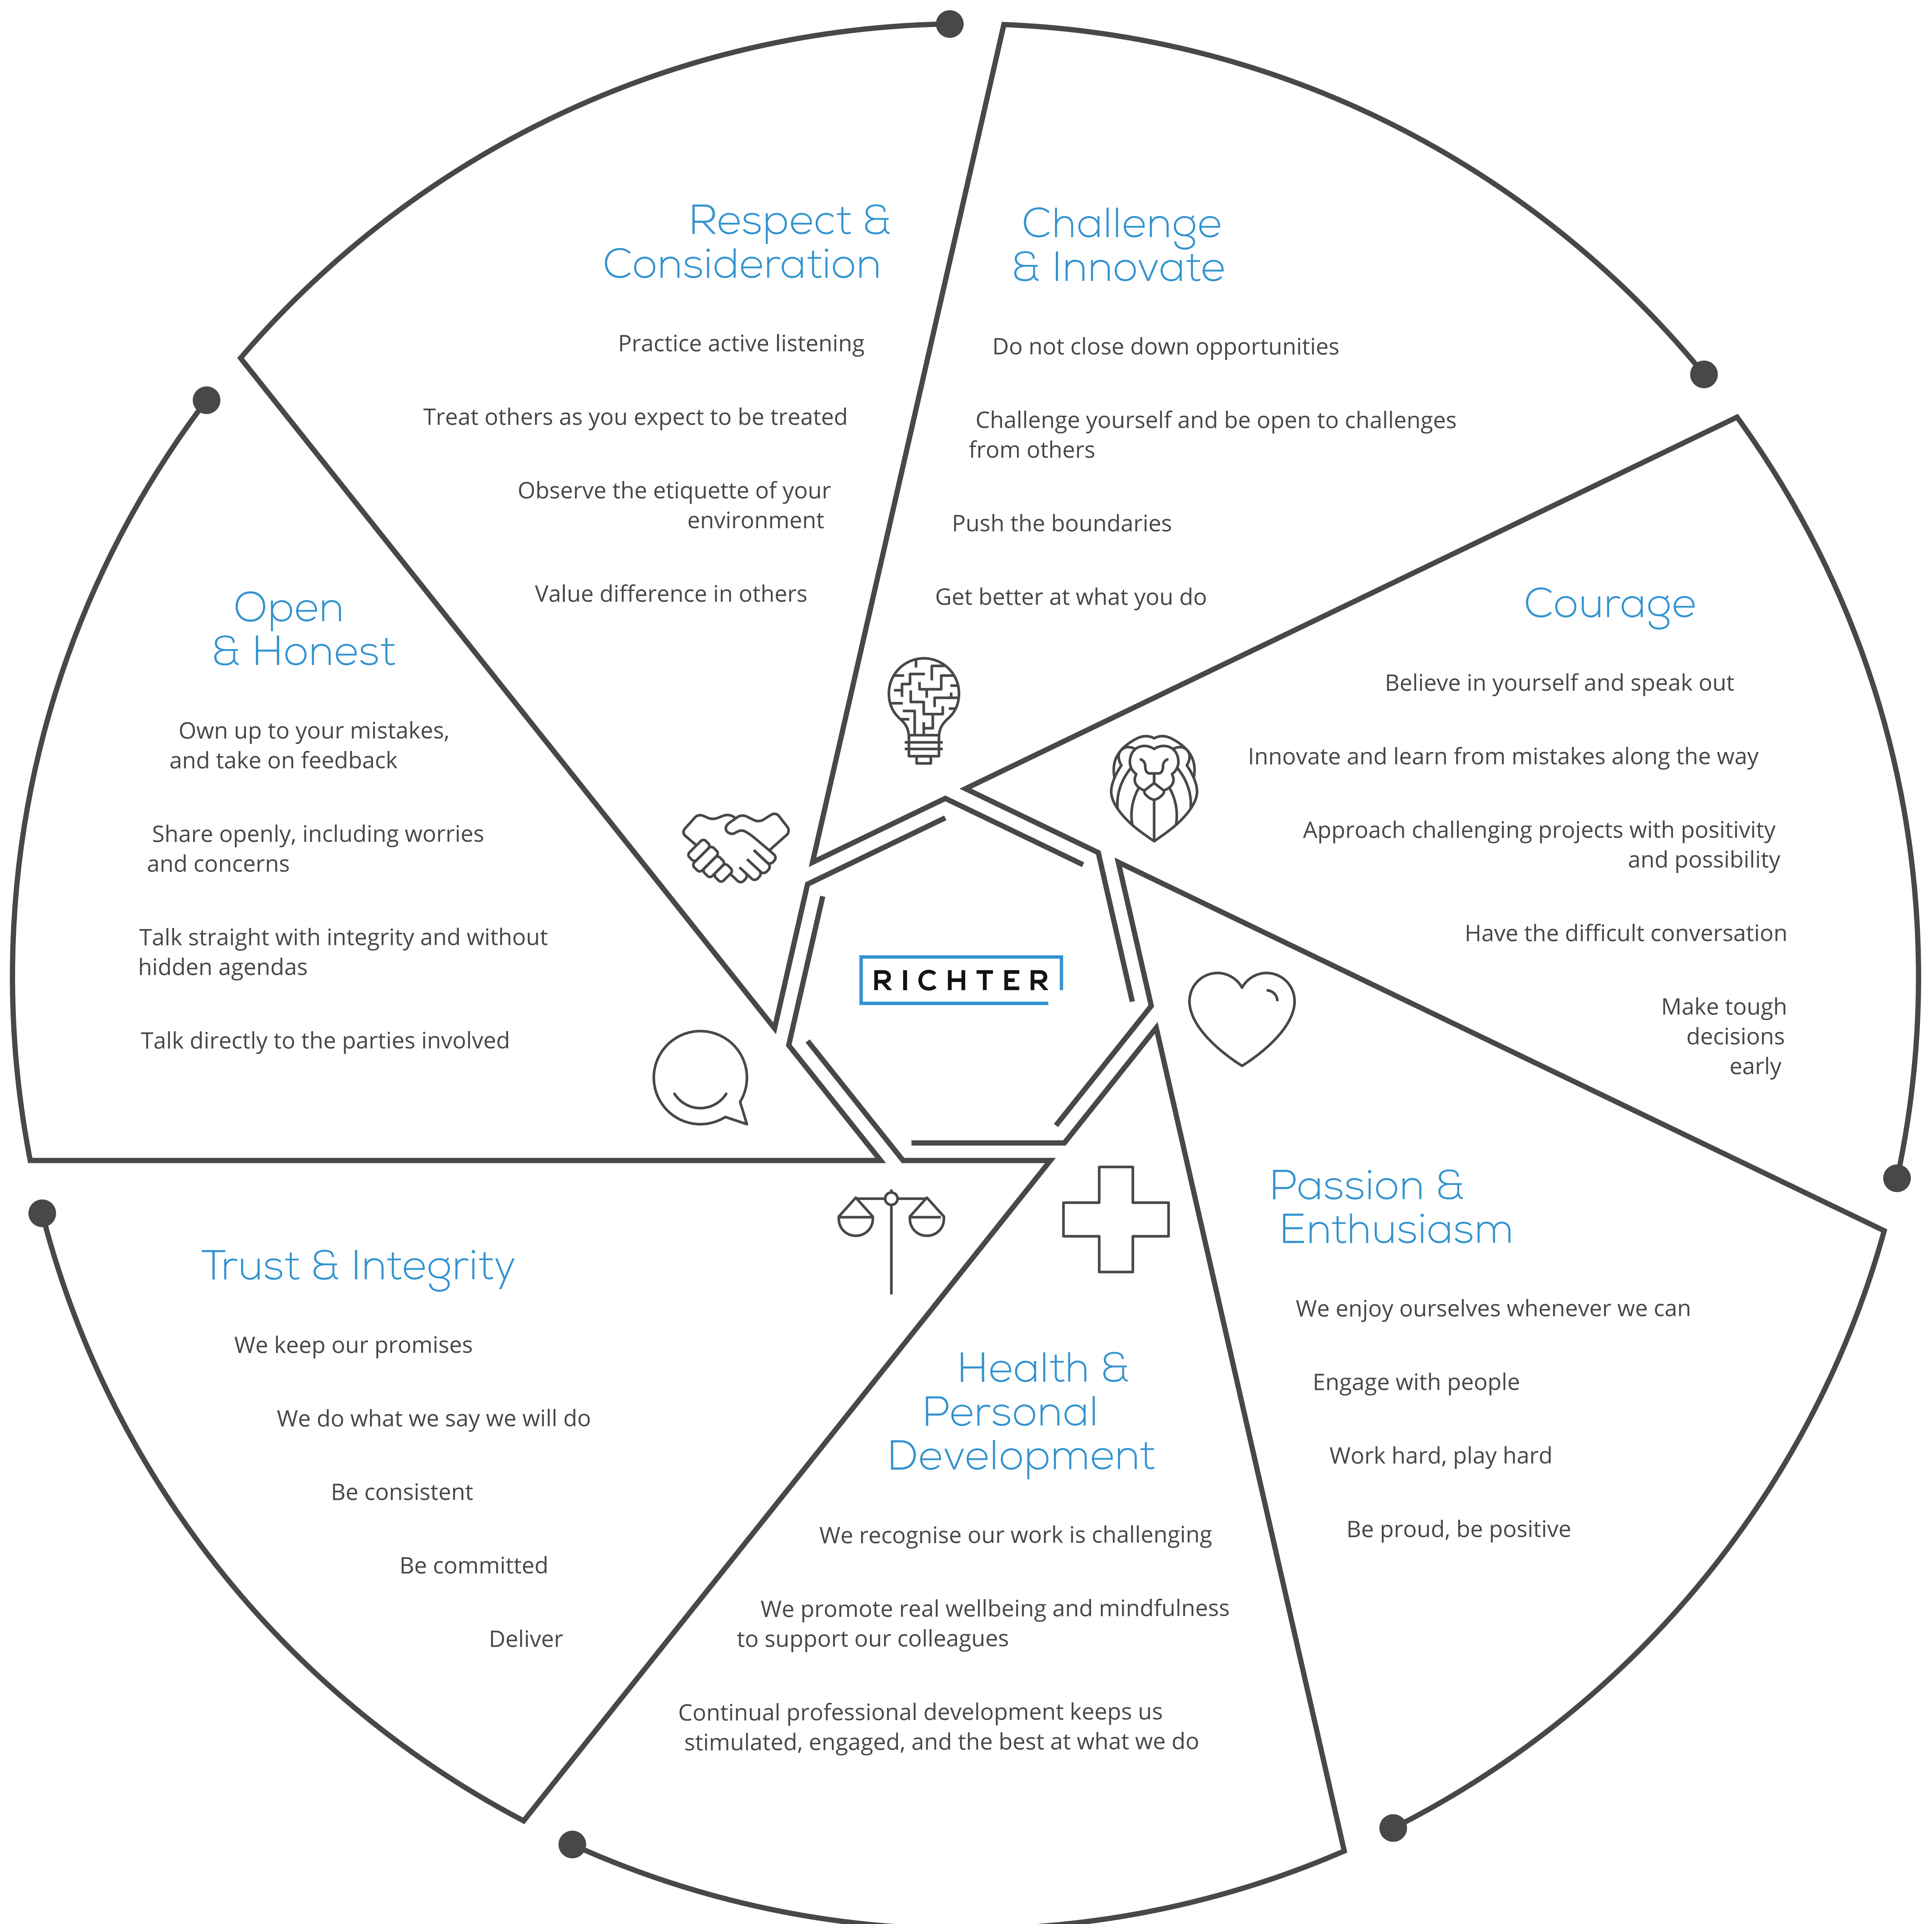 Respect &
Consideration
Practice active listening
Treat others as you expect to be treated
Observe the etiquette of your
environment
Value difference in others
Challenge
& Innovate
Do not close down opportunities
Challenge yourself and be open to challenges
from others
Push the boundaries
Get better at what you do
Courage
Believe in yourself and speak out
Innovate and learn from mistakes along the way
Approach challenging projects with positivity
and possibility
Have the difficult conversation
Make tough
decisions
early
Open
& Honest
Own up to your mistakes,
and take on feedback
Share openly, including worries
and concerns
Talk straight with integrity and without
hidden agendas
Talk directly to the parties involved
RICHTER
Passion &
Enthusiasm
We enjoy ourselves whenever we can
Engage with people
Work hard, play hard
Be proud, be positive
Trust & Integrity
We keep our promises
We do what we say we will do
Be consistent
Be committed
Deliver
Health &
Personal
Development
We recognise our work is challenging
We promote real wellbeing and mindfulness
to support our colleagues
Continual professional development keeps us
stimulated, engaged, and the best at what we do